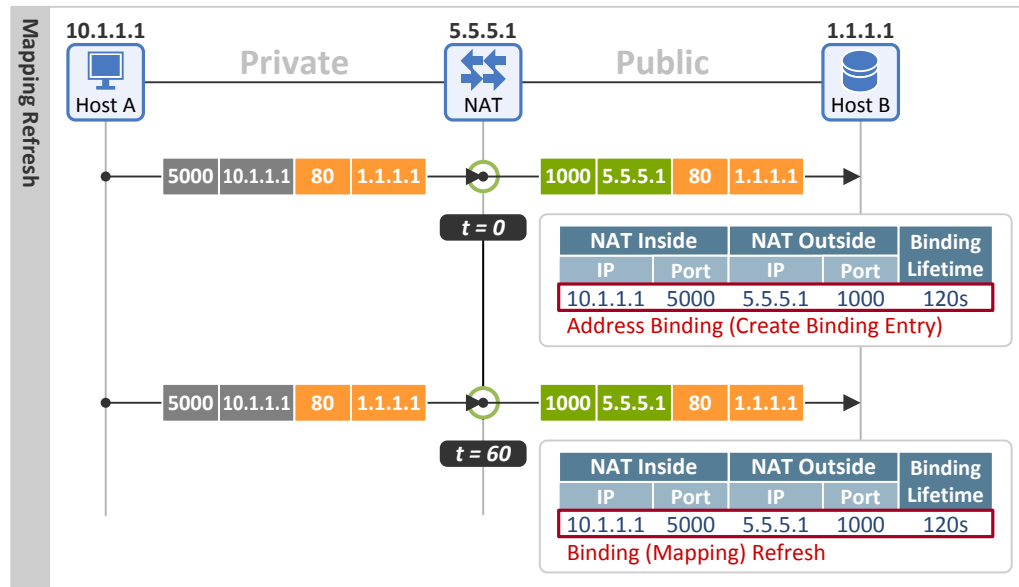 Mapping Refresh
10.1.1.1 5.5.5.1 1.1.1.1
Private Public
Host A NAT Host B
5000 10.1.1.1 80 1.1.1.1 1000 5.5.5.1 80 1.1.1.1
t = 0
NAT Inside NAT Outside Binding Lifetime
IP Port IP Port
10.1.1.1 5000 5.5.5.1 1000 120s
Address Binding (Create Binding Entry)
5000 10.1.1.1 80 1.1.1.1 1000 5.5.5.1 80 1.1.1.1
t = 60
NAT Inside NAT Outside Binding Lifetime
IP Port IP Port
10.1.1.1 5000 5.5.5.1 1000 120s
Binding (Mapping) Refresh